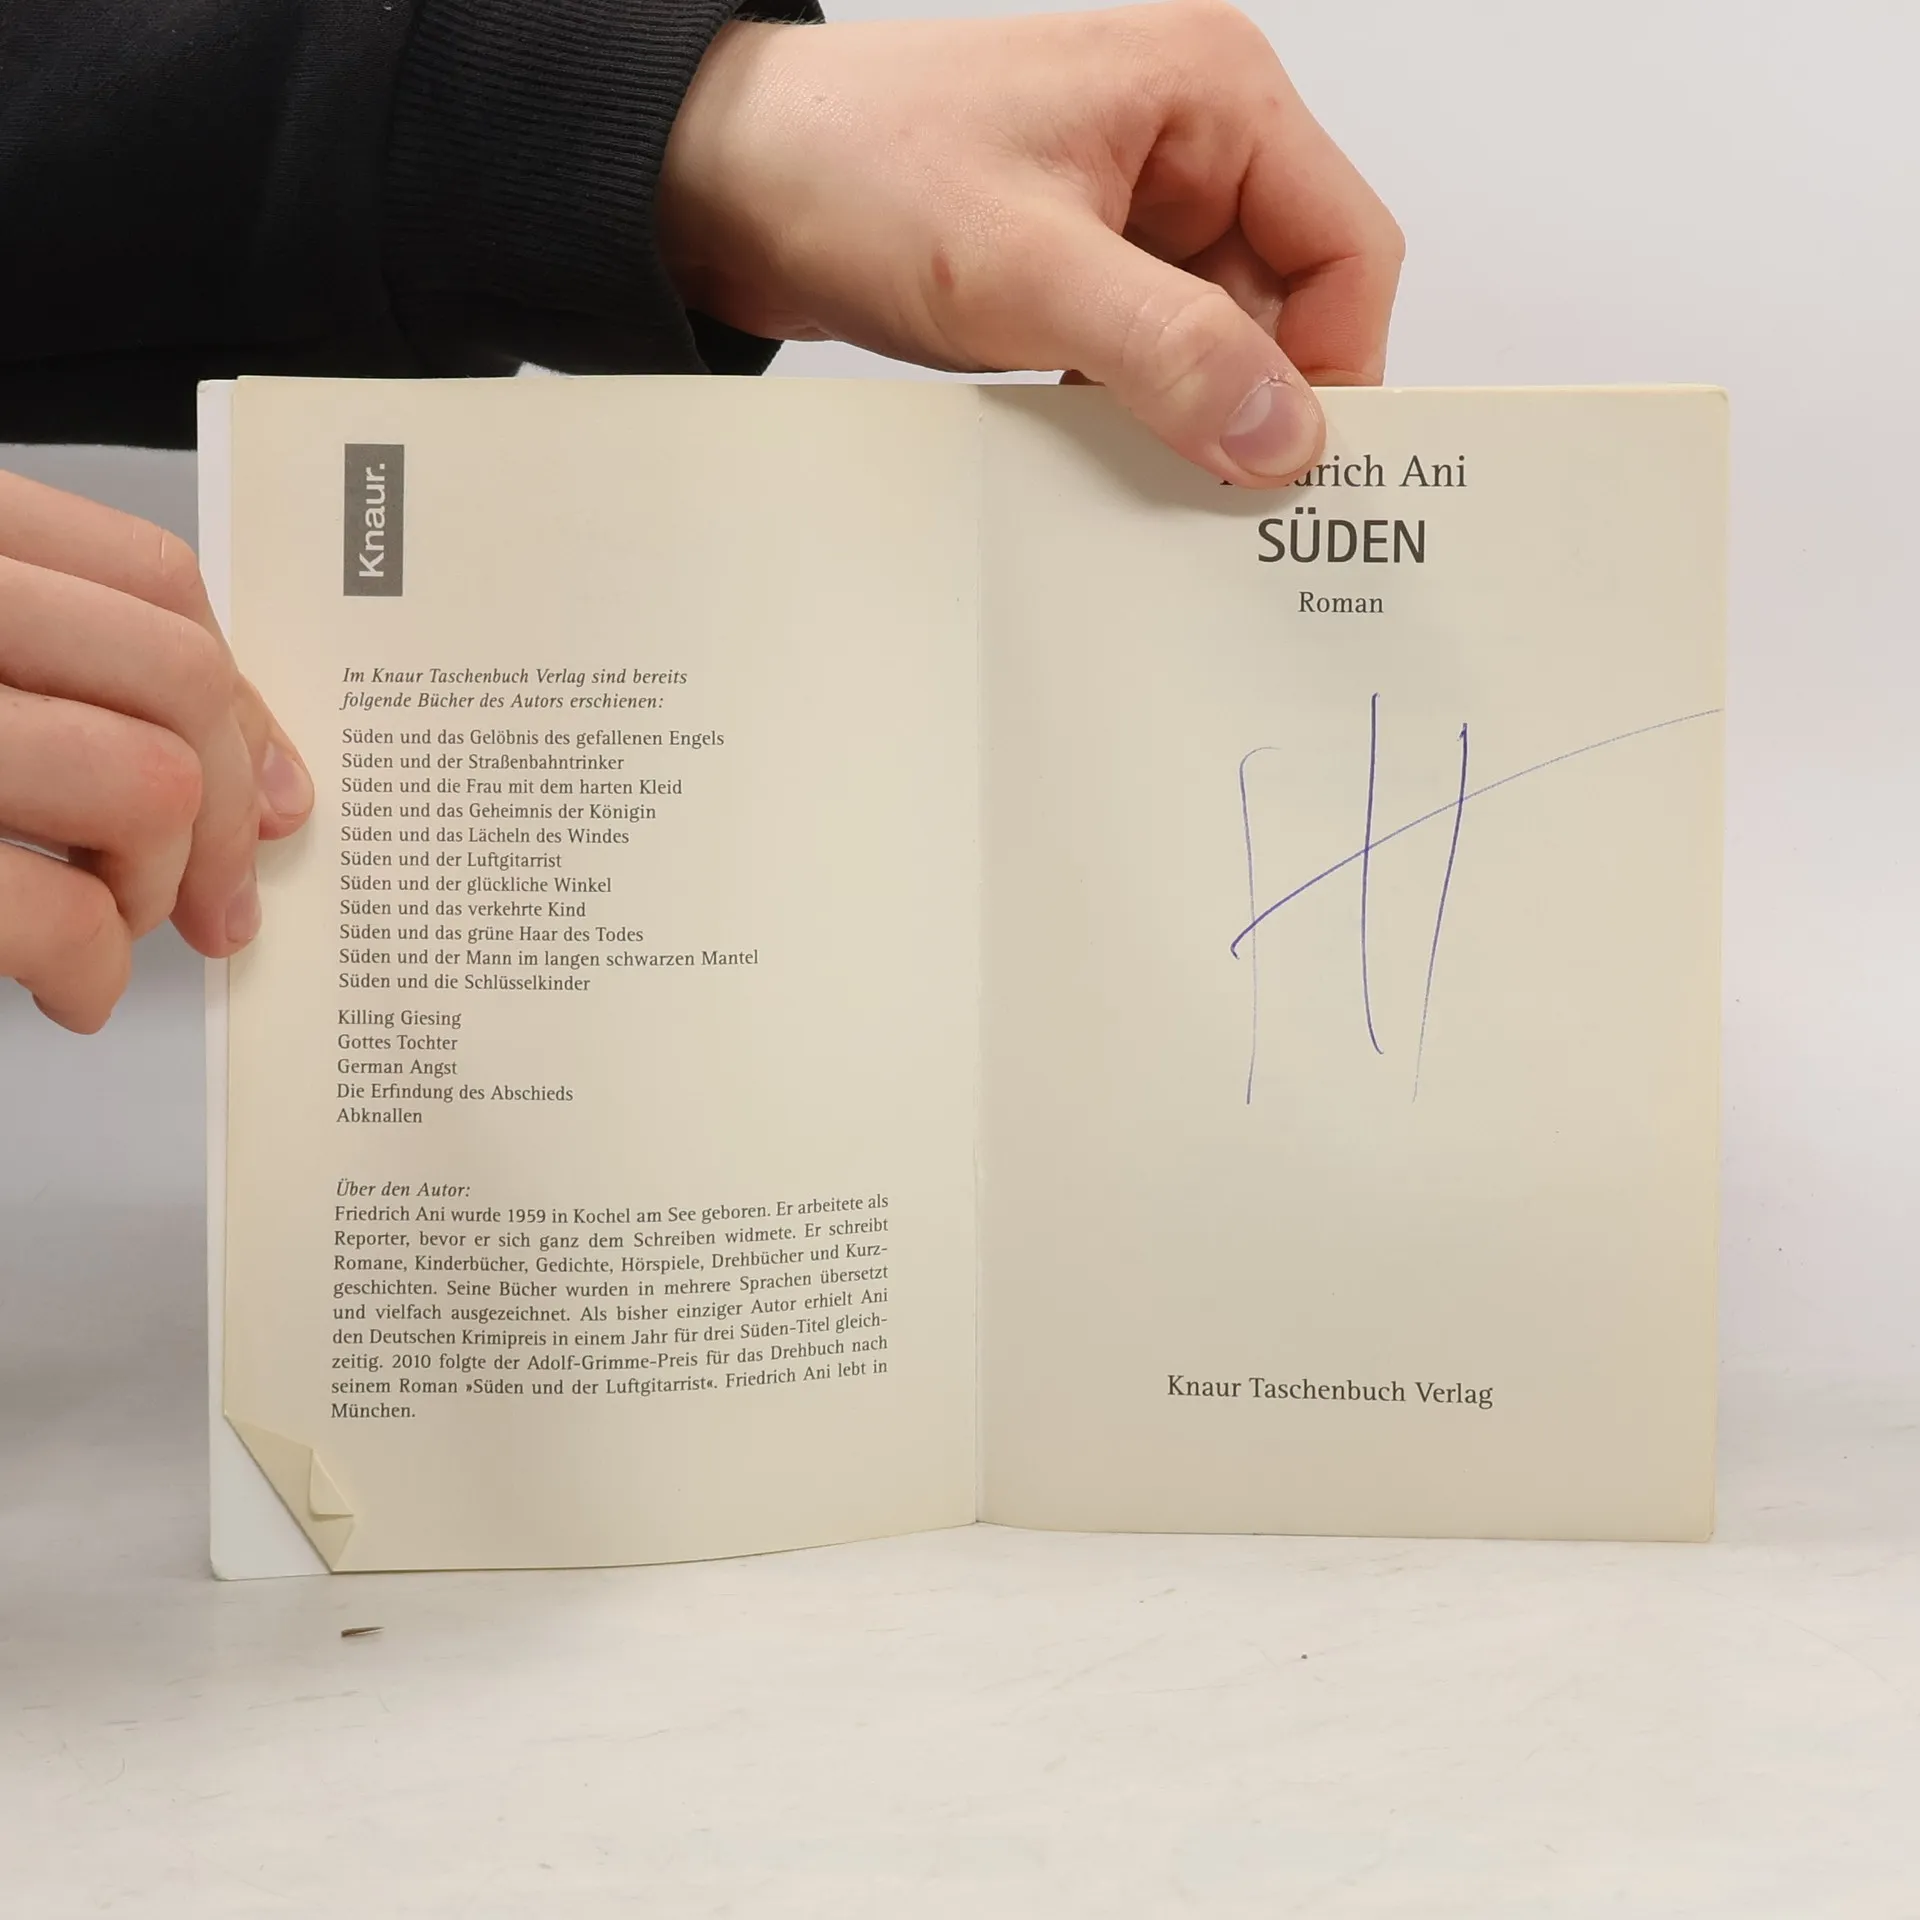 Knaur.
Im Knaur Taschenbuch Verlag sind bereits
folgende Bücher des Autors erschienen:
Süden und das Gelöbnis des gefallenen Engels
Süden und der Straßenbahntrinker
Süden und die Frau mit dem harten Kleid
Süden und das Geheimnis der Königin
Süden und das Lächeln des Windes
Süden und der Luftgitarrist
Süden und der glückliche Winkel
Süden und das verkehrte Kind
Süden und das grüne Haar des Todes
Süden und der Mann im langen schwarzen Mantel
Süden und die Schlüsselkinder
Killing Giesing
Gottes Tochter
German Angst
Die Erfindung des Abschieds
Abknallen
Über den Autor:
Friedrich Ani wurde 1959 in Kochel am See geboren. Er arbeitete als
Reporter, bevor er sich ganz dem Schreiben widmete. Er schreibt
Romane, Kinderbücher, Gedichte, Hörspiele, Drehbücher und Kurz-
geschichten. Seine Bücher wurden in mehrere Sprachen übersetzt
und vielfach ausgezeichnet. Als bisher einziger Autor erhielt Ani
den Deutschen Krimipreis in einem Jahr für drei Süden-Titel gleich-
zeitig. 2010 folgte der Adolf-Grimme-Preis für das Drehbuch nach
seinem Roman »Süden und der Luftgitarrist«. Friedrich Ani lebt in
München.
Ani
SÜDEN
Roman
Knaur Taschenbuch Verlag